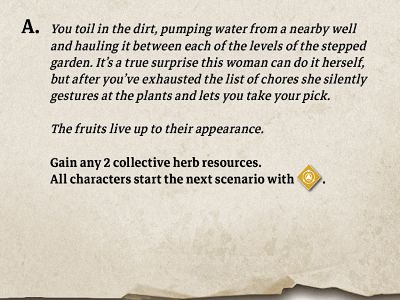 A. You toil in the dirt, pumping water from a nearby well
and hauling it between each of the levels of the stepped
garden. It's a true surprise this woman can do it herself,
but after you've exhausted the list of chores she silently
gestures at the plants and lets you take your pick.
The fruits live up to their appearance.
Gain any 2 collective herb resources.
All characters start the next scenario with .